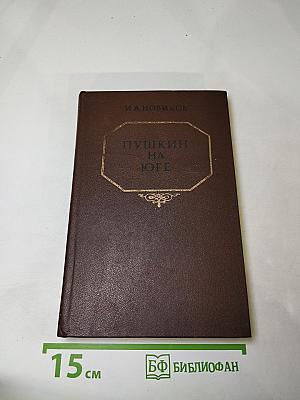 И.А.НОВИКОВ
ПУШКИН
НА
ЮГЕ
15 см
БФ БИБЛИОФАН